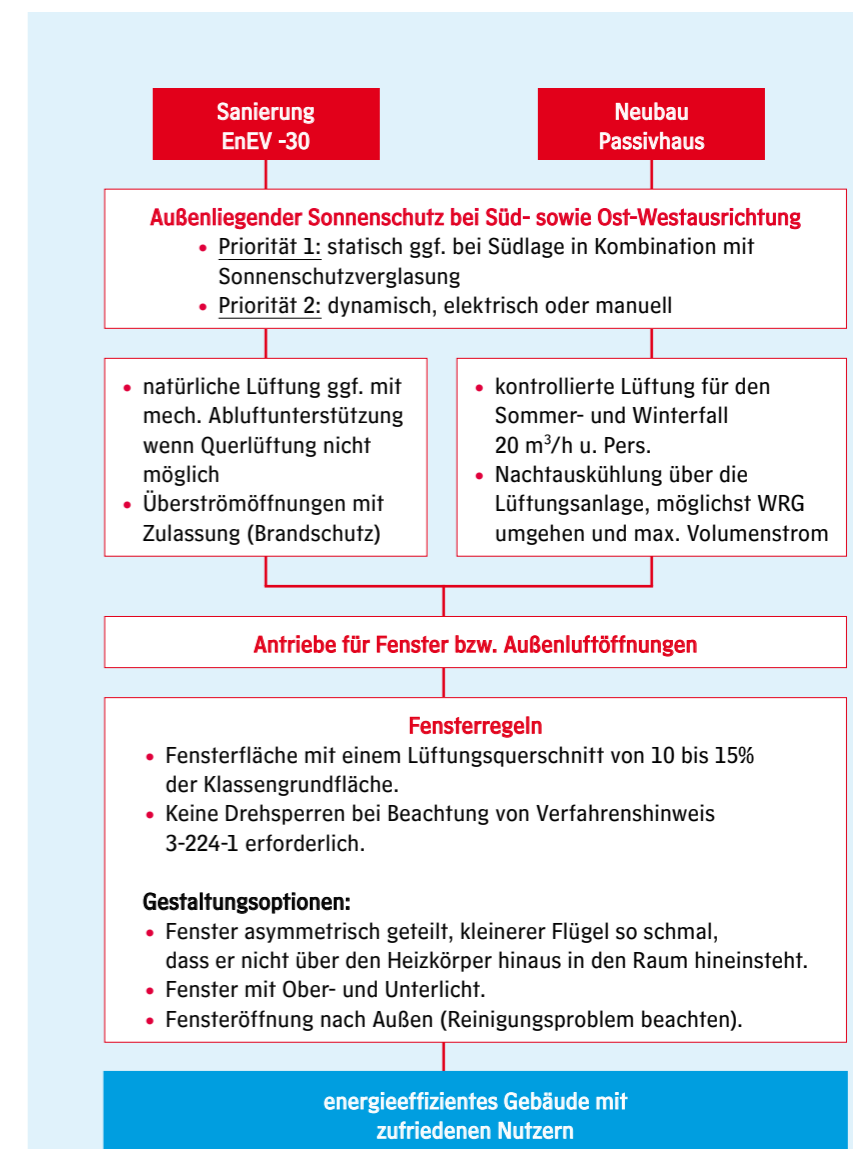 Sanierung
EnEV -30
Neubau
Passivhaus
Außenliegender Sonnenschutz bei Süd- sowie Ost-Westausrichtung
• Priorität 1: statisch ggf. bei Südlage in Kombination mit
Sonnenschutzverglasung
• Priorität 2: dynamisch, elektrisch oder manuell
• natürliche Lüftung ggf. mit
mech. Abluftunterstützung
wenn Querlüftung nicht
möglich
• Überströmöffnungen mit
Zulassung (Brandschutz)
• kontrollierte Lüftung für den
Sommer- und Winterfall
20 m³/h u. Pers.
• Nachtauskühlung über die
Lüftungsanlage, möglichst WRG
umgehen und max. Volumenstrom
Antriebe für Fenster bzw. Außenluftöffnungen
Fensterregeln
• Fensterfläche mit einem Lüftungsquerschnitt von 10 bis 15%
der Klassengrundfläche.
• Keine Drehsperren bei Beachtung von Verfahrenshinweis
3-224-1 erforderlich.
Gestaltungsoptionen:
• Fenster asymmetrisch geteilt, kleinerer Flügel so schmal,
dass er nicht über den Heizkörper hinaus in den Raum hineinsteht.
• Fenster mit Ober- und Unterlicht.
• Fensteröffnung nach Außen (Reinigungsproblem beachten).
energieeffizientes Gebäude mit
zufriedenen Nutzern